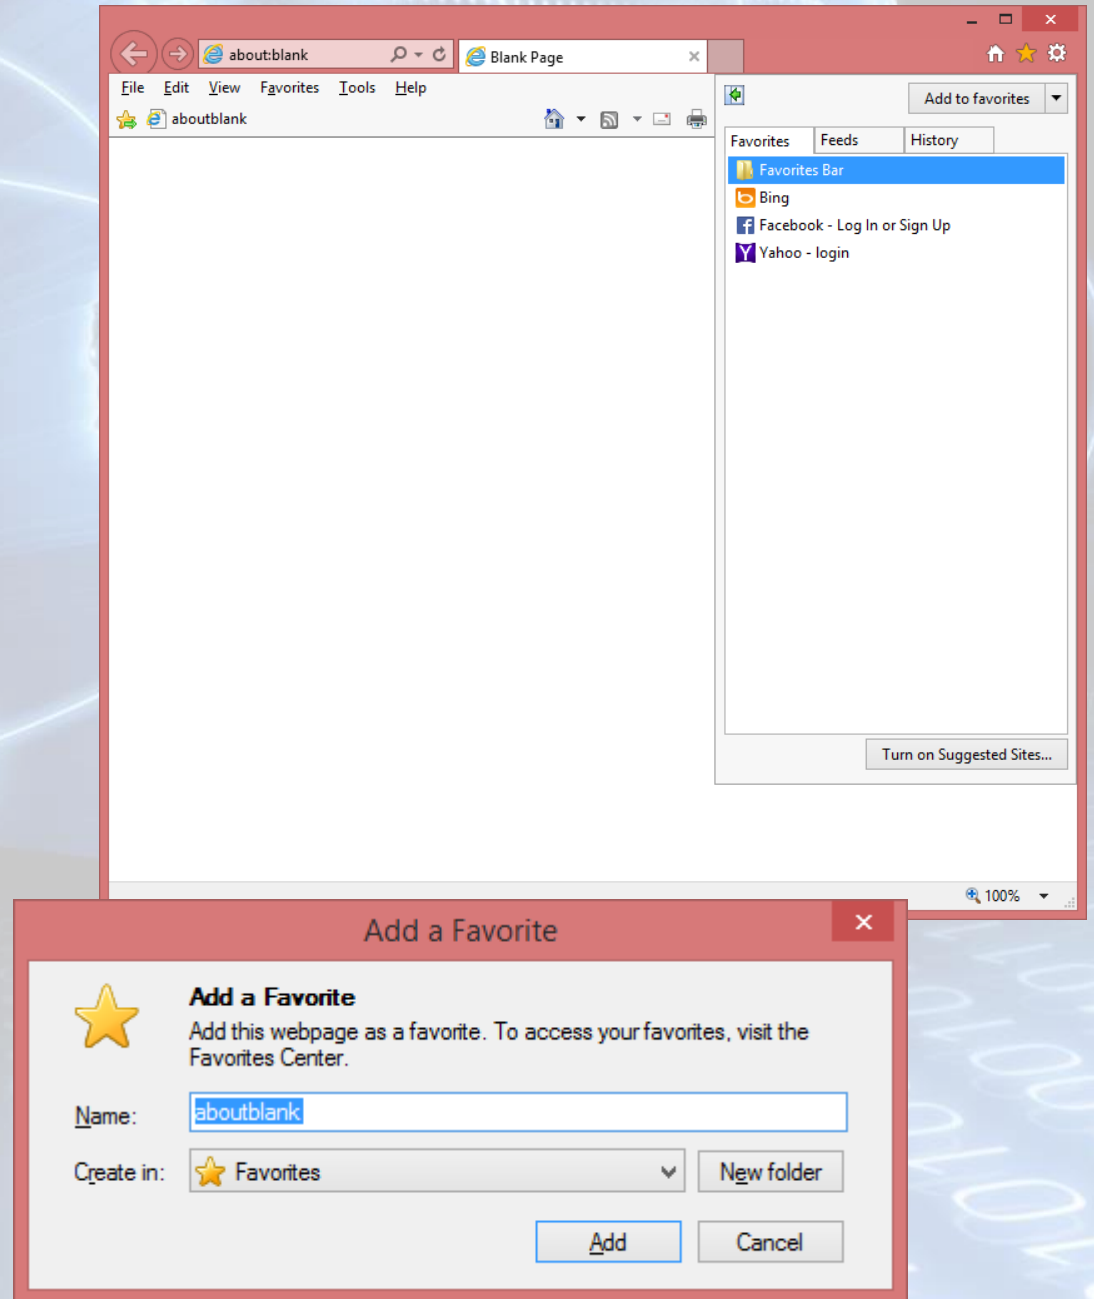 about:blank
Blank Page
File Edit View Favorites Tools Help
aboutblank
Add to favorites
Favorites Feeds History
Favorites Bar
Bing
Facebook - Log In or Sign Up
Yahoo - login
Turn on Suggested Sites...
100%
Add a Favorite
Add a Favorite
Add this webpage as a favorite. To access your favorites, visit the
Favorites Center.
Name: aboutblank
Create in: Favorites New folder
Add Cancel